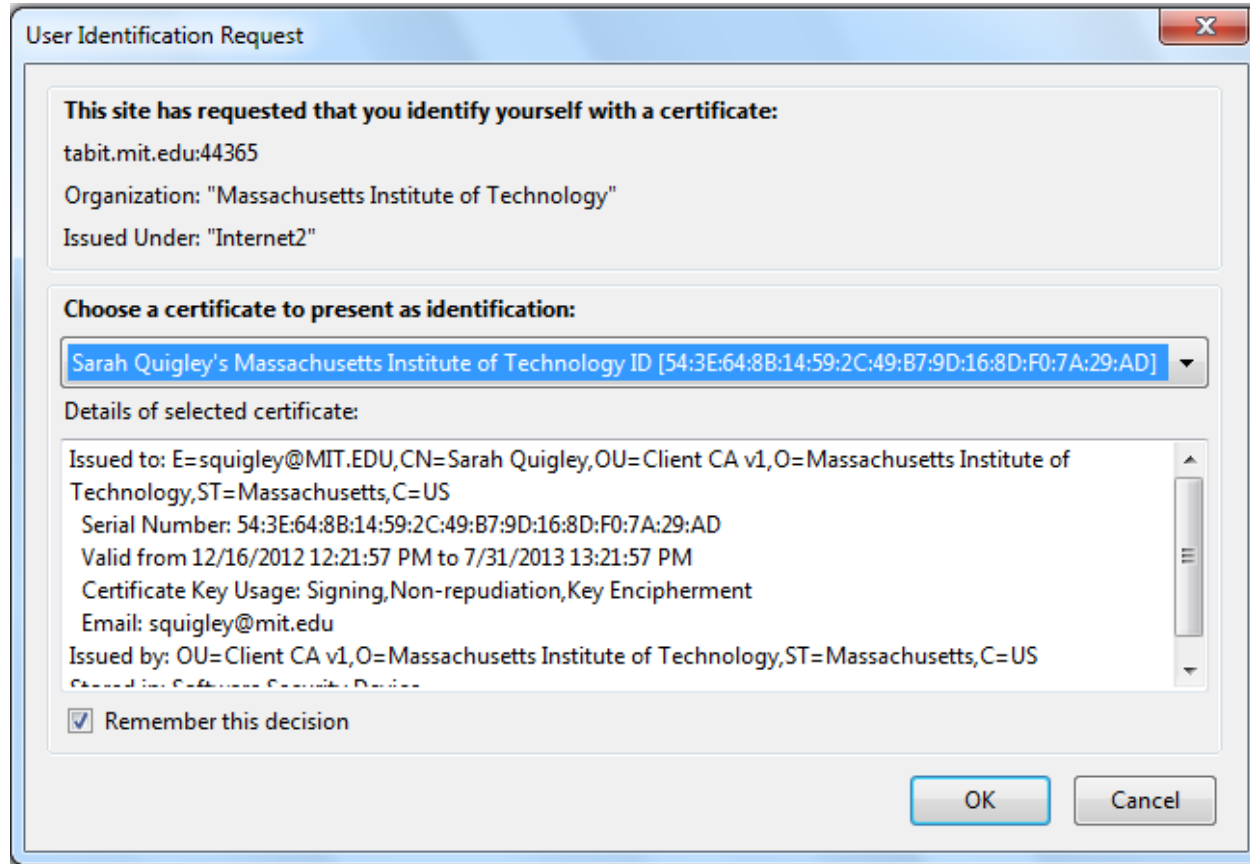 User Identification Request
This site has requested that you identify yourself with a certificate:
tabit.mit.edu:44365
Organization: "Massachusetts Institute of Technology"
Issued Under: "Internet2"
Choose a certificate to present as identification:
Sarah Quigley's Massachusetts Institute of Technology ID [54:3E:64:8B:14:59:2C:49:B7:9D:16:8D:F0:7A:29:AD]
Details of selected certificate:
Issued to: E=squigley@MIT.EDU,CN=Sarah Quigley,OU=Client CA v1,O=Massachusetts Institute of
Technology,ST=Massachusetts,C=US
Serial Number: 54:3E:64:8B:14:59:2C:49:B7:9D:16:8D:F0:7A:29:AD
Valid from 12/16/2012 12:21:57 PM to 7/31/2013 13:21:57 PM
Certificate Key Usage: Signing,Non-repudiation,Key Encipherment
Email: squigley@mit.edu
Issued by: OU=Client CA v1,O=Massachusetts Institute of Technology,ST=Massachusetts,C=US
Stored in: Software Security Device
Remember this decision
OK
Cancel